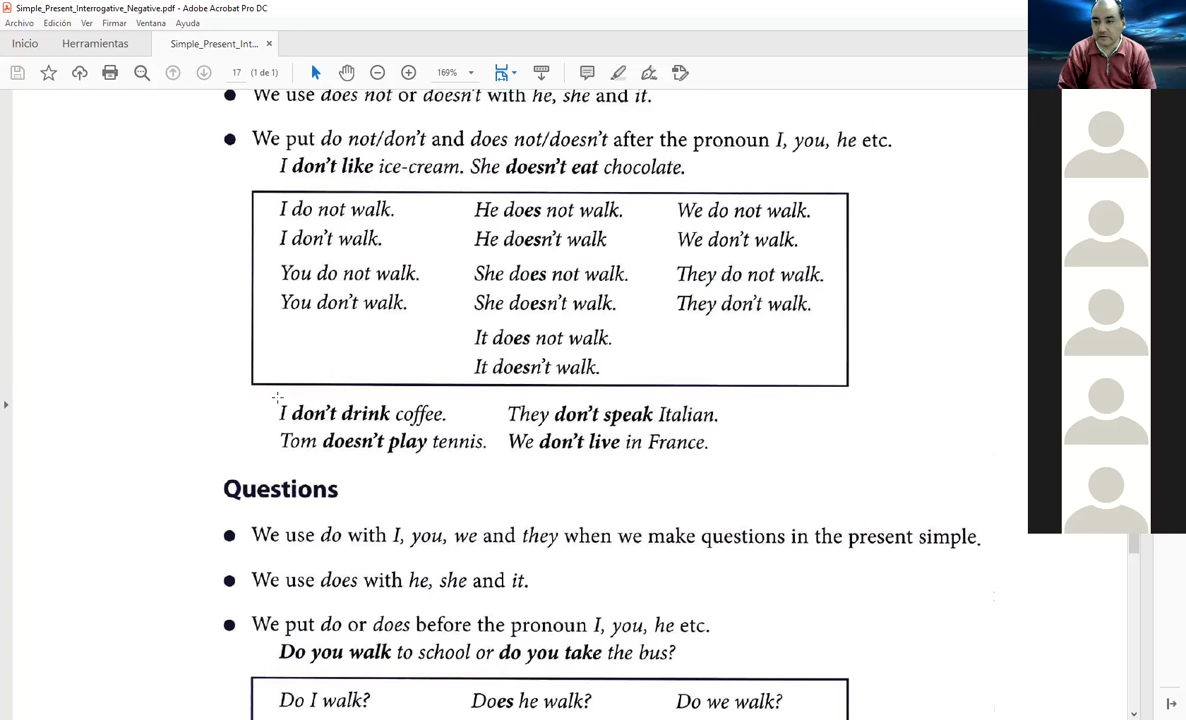 Simple_Present_Interrogative_Negative.pdf - Adobe Acrobat Pro DC
Archivo Edición Ver Firmar Ventana Ayuda
Inicio Herramientas Simple_Present_Int... ×
17 (1 de 1) 169%
We use does not or doesn't with he, she and it.
We put do not/don't and does not/doesn't after the pronoun I, you, he etc.
I don't like ice-cream. She doesn't eat chocolate.
I do not walk. He does not walk. We do not walk.
I don't walk. He doesn't walk We don't walk.
You do not walk. She does not walk. They do not walk.
You don't walk. She doesn't walk. They don't walk.
It does not walk.
It doesn't walk.
I don't drink coffee. They don't speak Italian.
Tom doesn't play tennis. We don't live in France.
Questions
We use do with I, you, we and they when we make questions in the present simple.
We use does with he, she and it.
We put do or does before the pronoun I, you, he etc.
Do you walk to school or do you take the bus?
Do I walk? Does he walk? Do we walk?